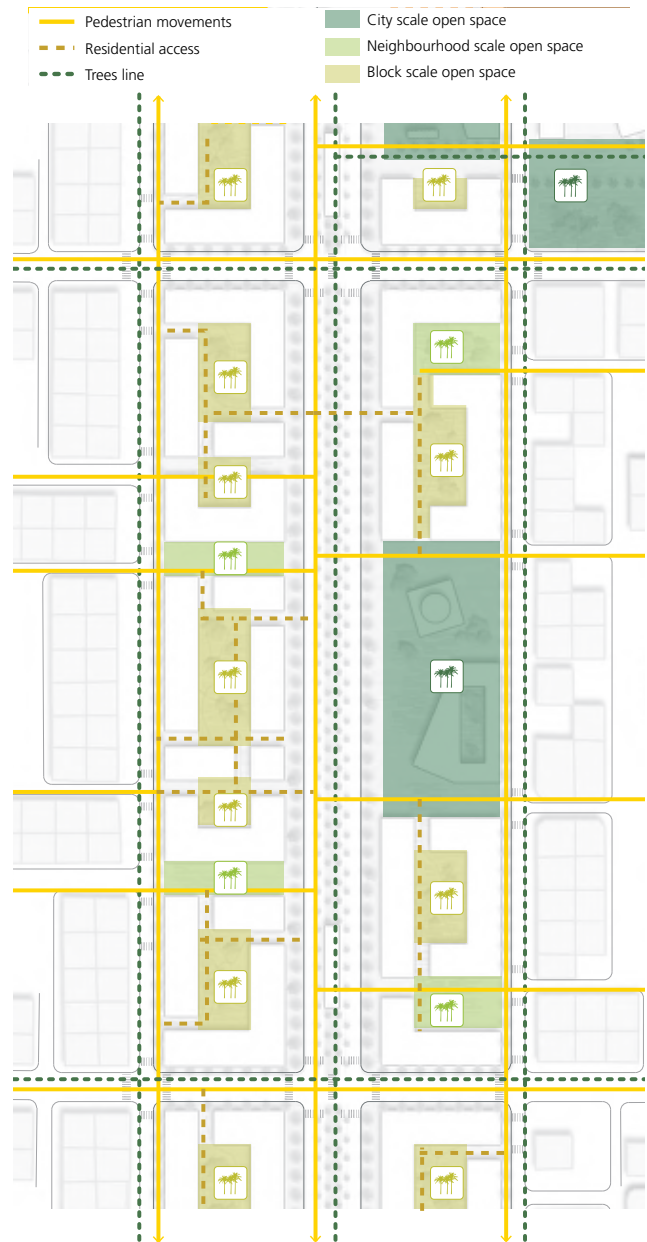 Pedestrian movements
Residential access
Trees line
City scale open space
Neighbourhood scale open space
Block scale open space